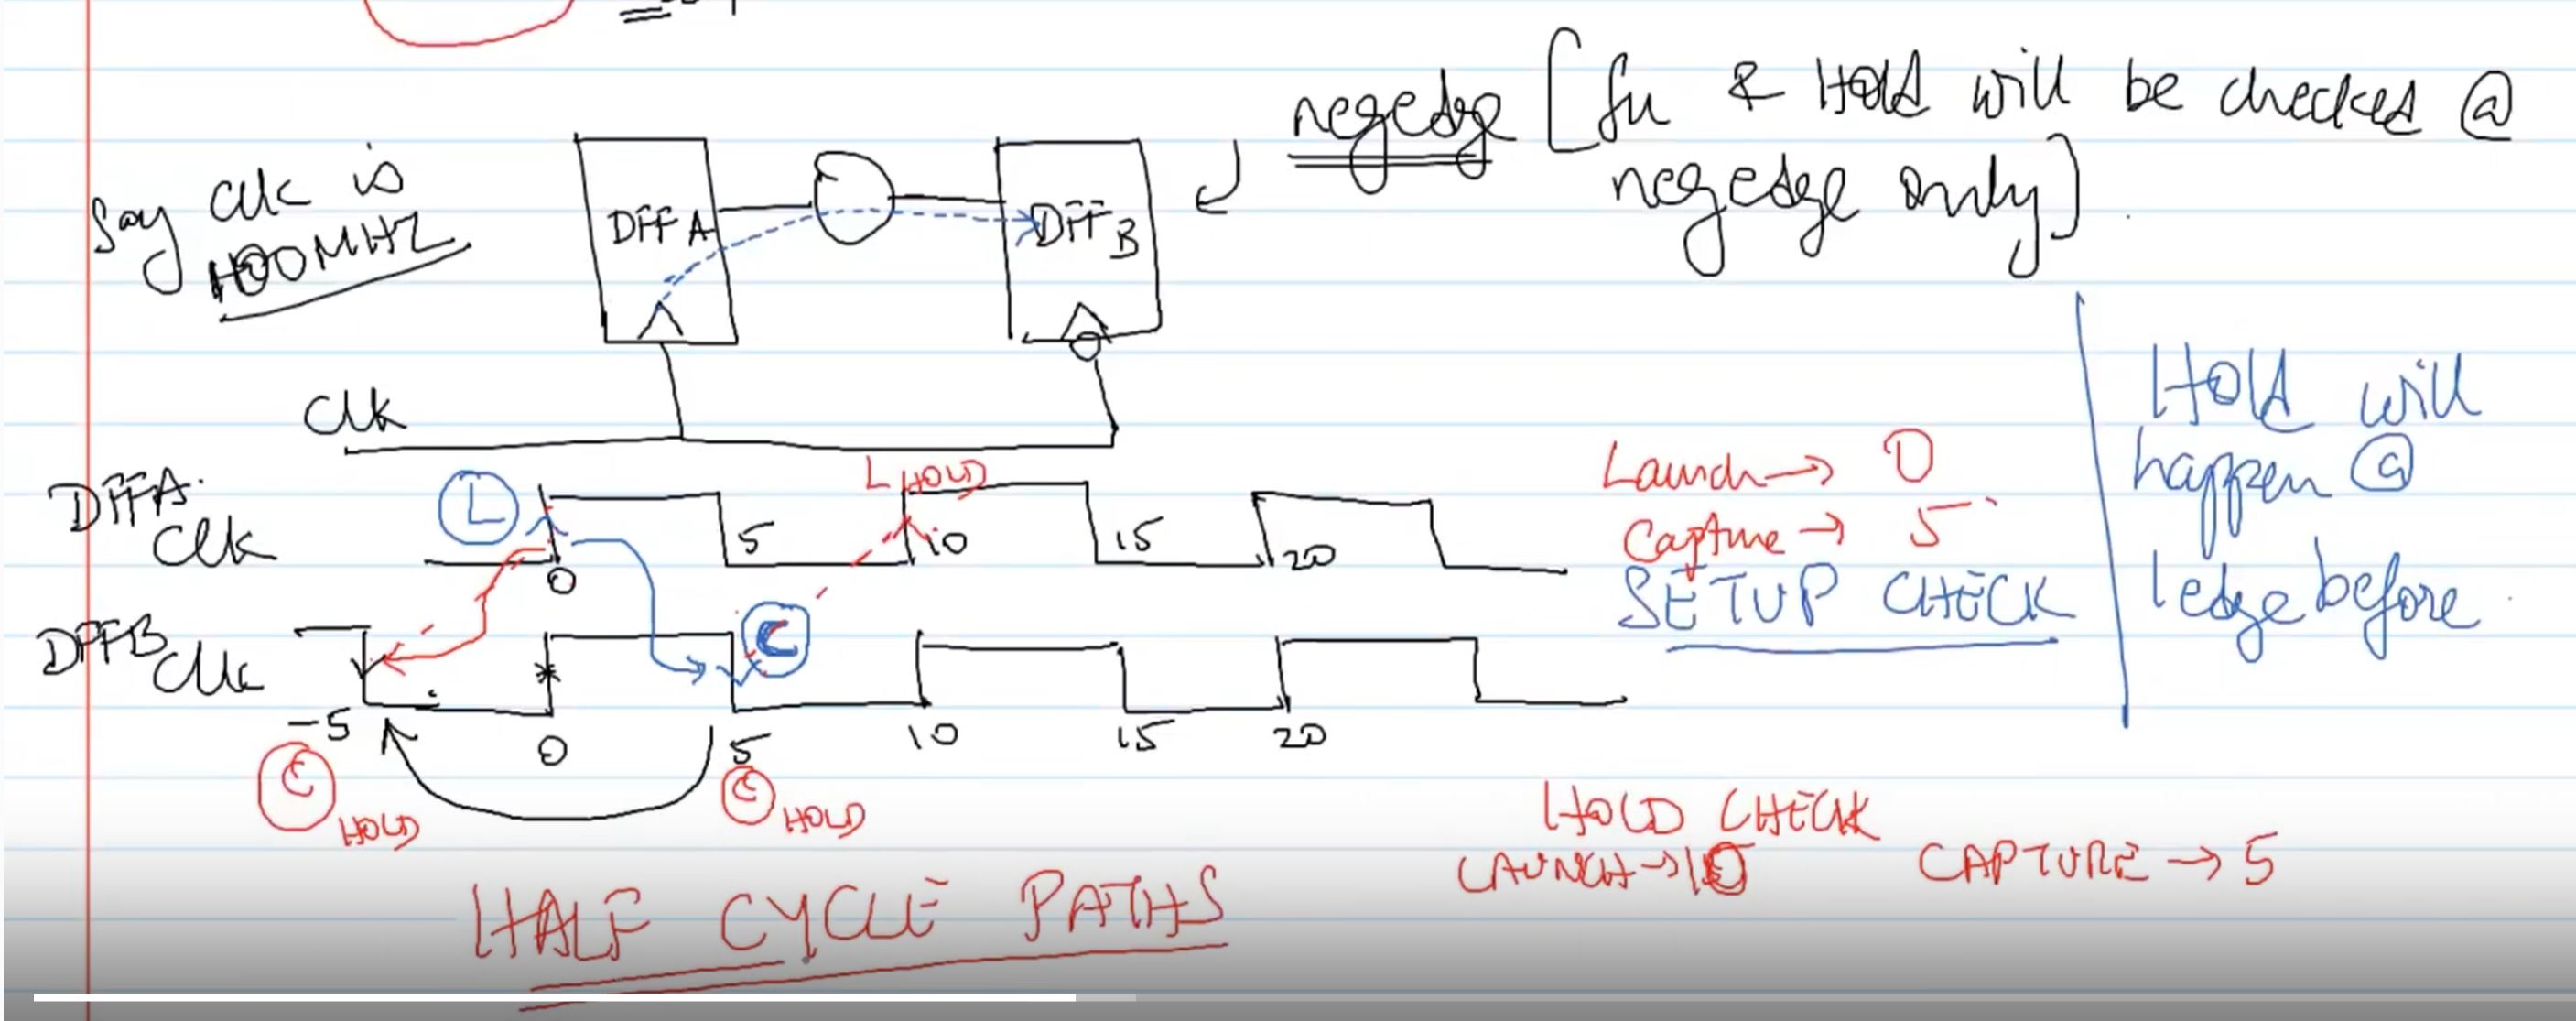 negedge [su & Hold will be checked @
negedge only].
Say Clk is
100MHZ
DFF A
DFF B
Clk
DFFA
Clk
L
L HOLD
0
5
10
15
20
DFFB
Clk
C
-5
0
5
10
15
20
C HOLD
C HOLD
Launch → 0
Capture → 5
SETUP CHECK
Hold will
happen @
1edge before
HOLD CHECK
LAUNCH → 10
CAPTURE → 5
HALF CYCLE PATHS